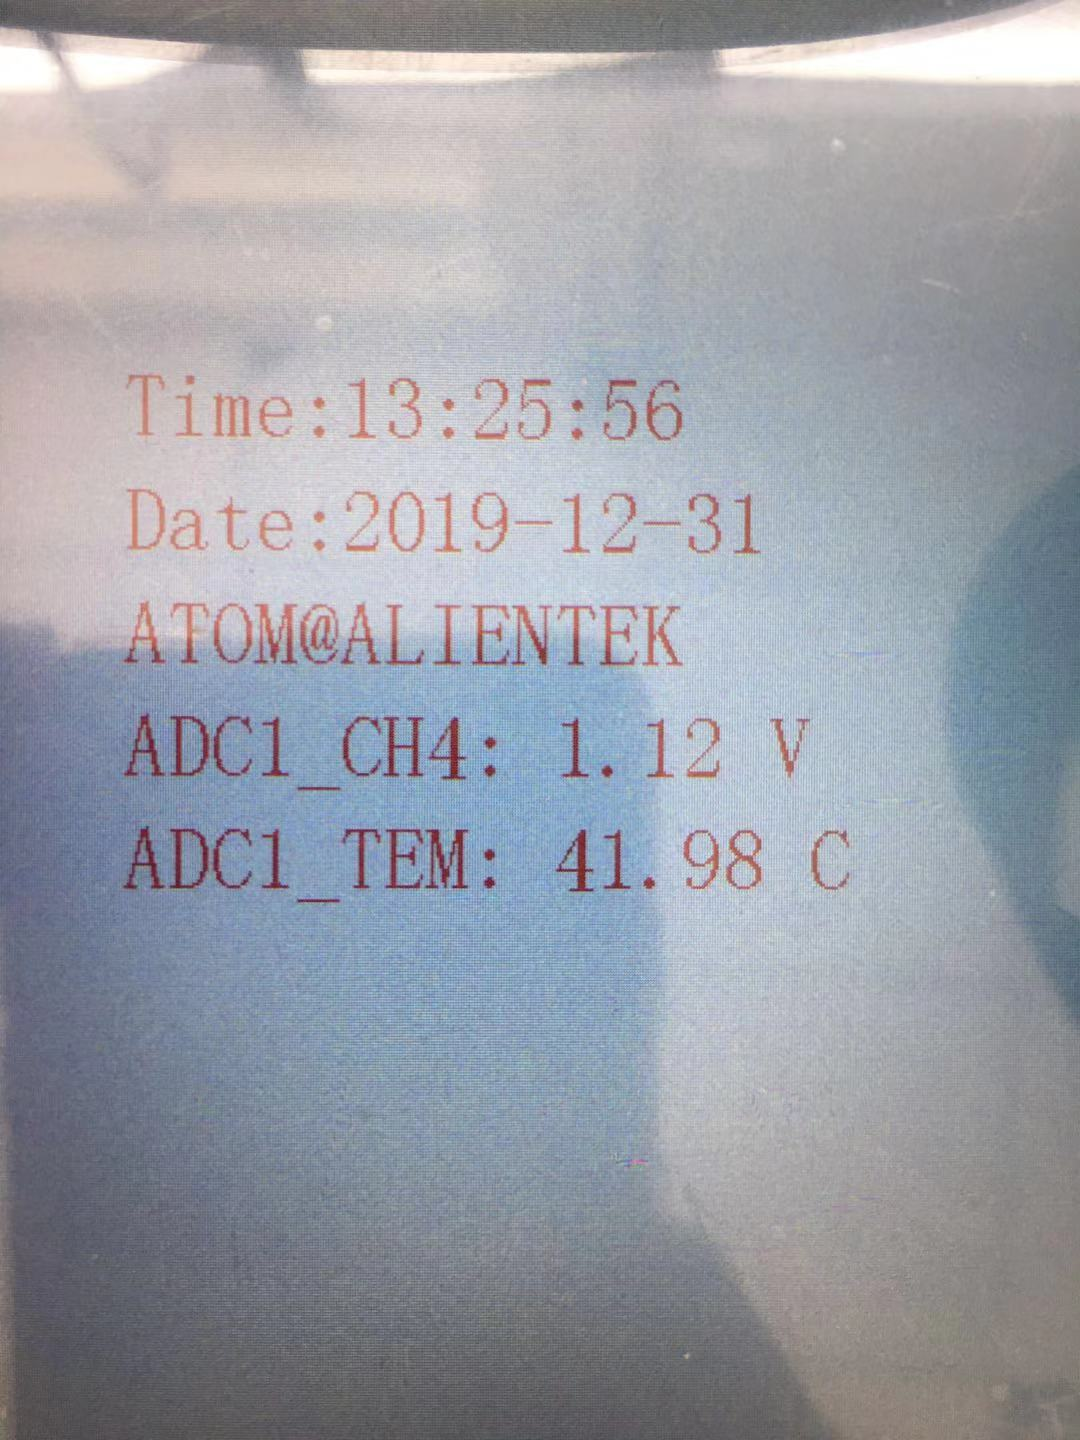 Time:13:25:56
Date:2019-12-31
ATOM@ALIENTEK
ADC1_CH4: 1.12 V
ADC1_TEM: 41.98 C